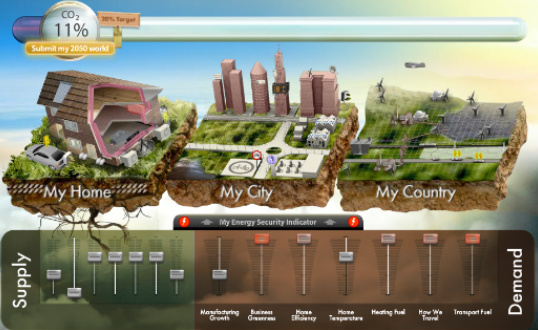 CO2
11%
20% Target
Submit my 2050 world
My Home
My City
My Country
My Energy Security Indicator
Supply
Manufacturing
Growth
Business
Greenness
Home
Efficiency
Home
Temperature
Heating Fuel
How We
Travel
Transport Fuel
Demand